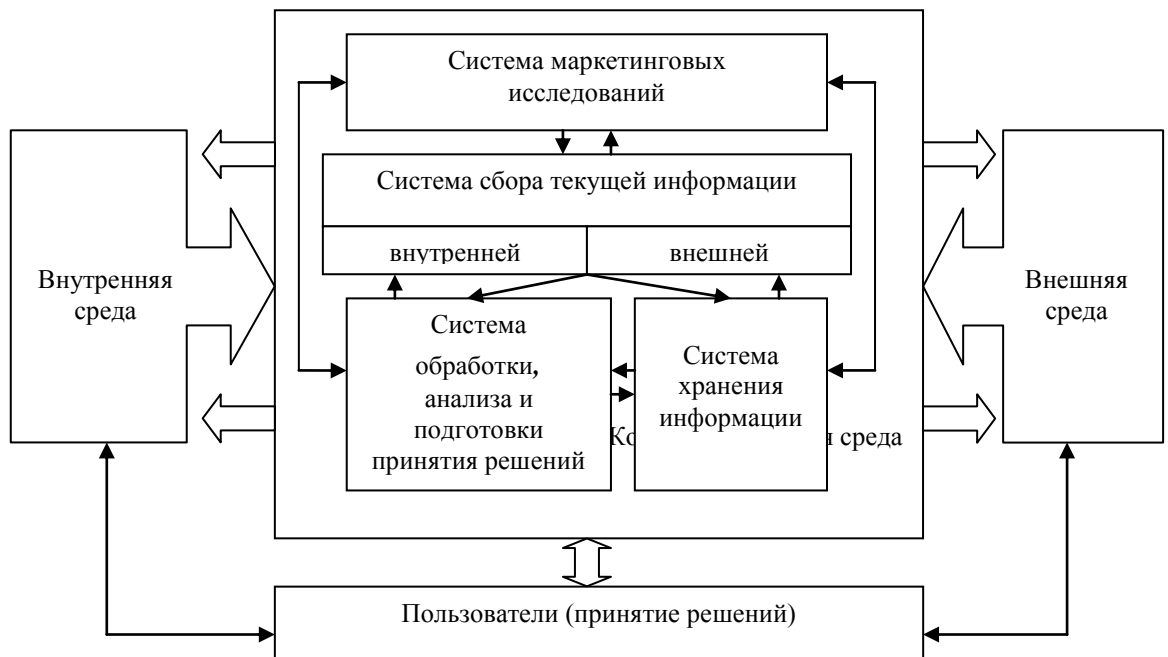 Система маркетинговых
исследований
Система сбора текущей информации
внутренней
внешней
Внутренняя
среда
Внешняя
среда
Система
обработки,
анализа и
подготовки
принятия решений
Система
хранения
информации
среда
Пользователи (принятие решений)